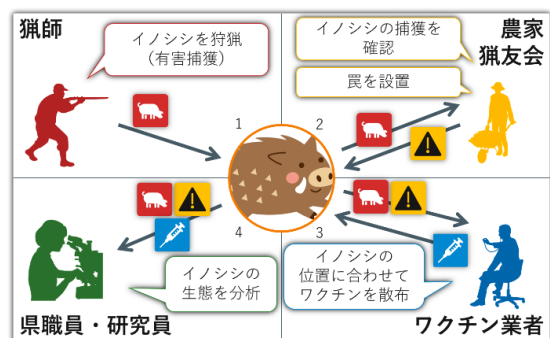 猟師
イノシシを狩猟
（有害捕獲）
イノシシの捕獲を
確認
罠を設置
農家
猟友会
1
2
4
3
イノシシの
生態を分析
県職員・研究員
イノシシの
位置に合わせて
ワクチンを散布
ワクチン業者